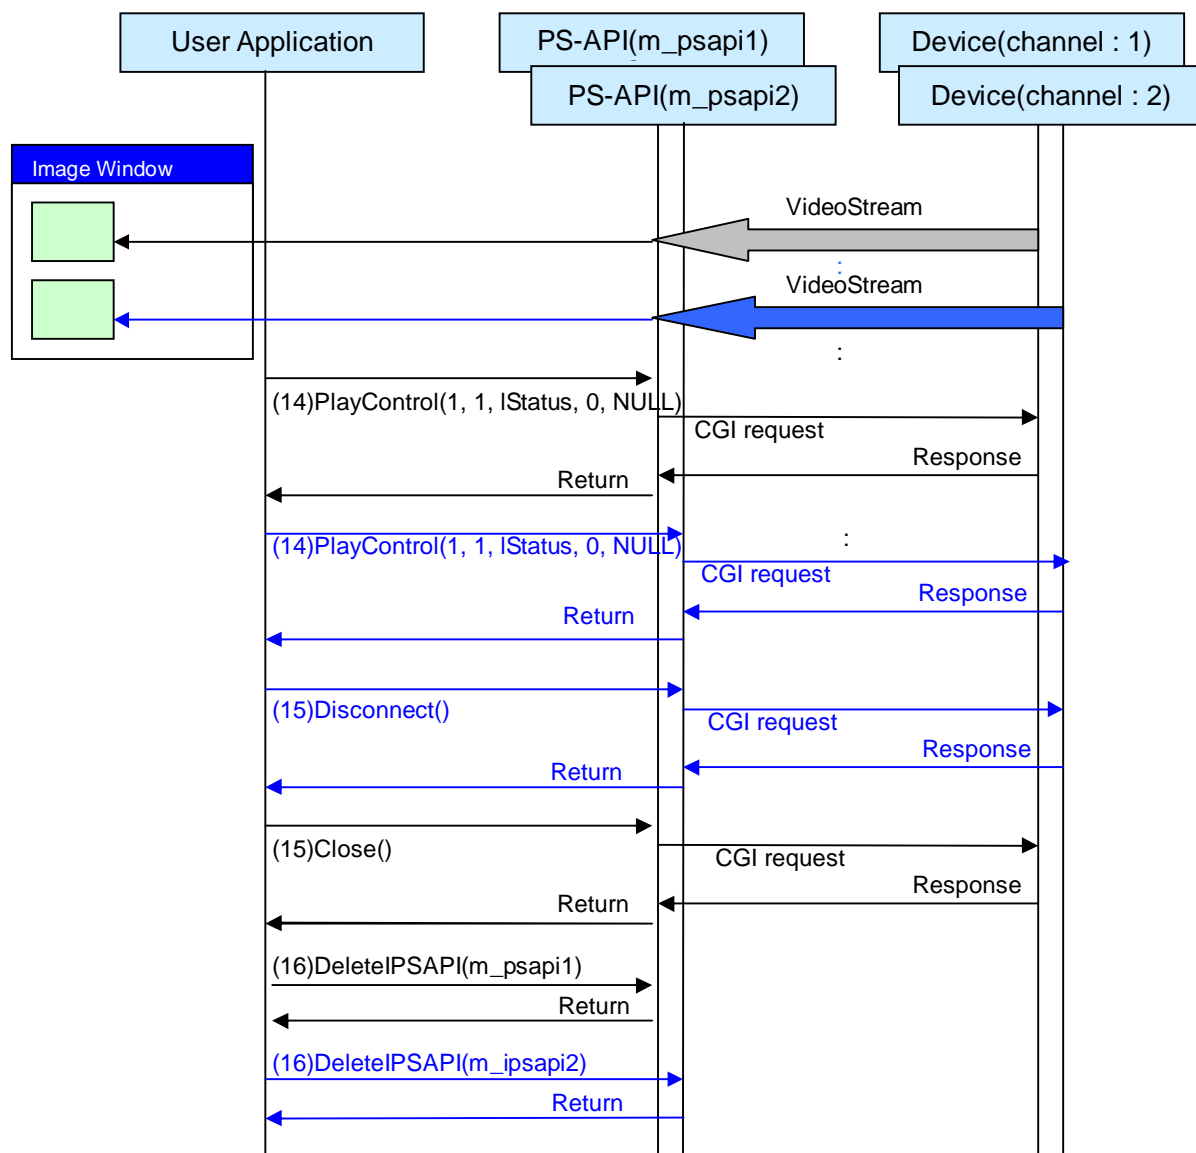 User Application
PS-API(m_psapi1)
Device(channel : 1)
PS-API(m_psapi2)
Device(channel : 2)
Image Window
VideoStream
:
VideoStream
:
(14)PlayControl(1, 1, lStatus, 0, NULL)
CGI request
Response
Return
(14)PlayControl(1, 1, lStatus, 0, NULL)
:
CGI request
Response
Return
(15)Disconnect()
CGI request
Response
Return
(15)Close()
CGI request
Response
Return
(16)DeleteIPSAPI(m_psapi1)
Return
(16)DeleteIPSAPI(m_ipsapi2)
Return